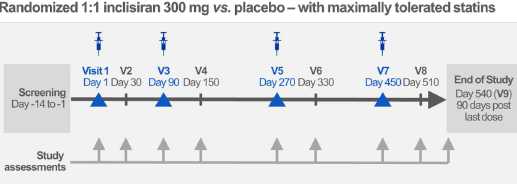 Randomized 1:1 inclisiran 300 mg vs. placebo – with maximally tolerated statins
Screening
Day -14 to -1
Visit 1
Day 1
V2
Day 30
V3
Day 90
V4
Day 150
V5
Day 270
V6
Day 330
V7
Day 450
V8
Day 510
End of Study
Day 540 (V9)
90 days post
last dose
Study
assessments